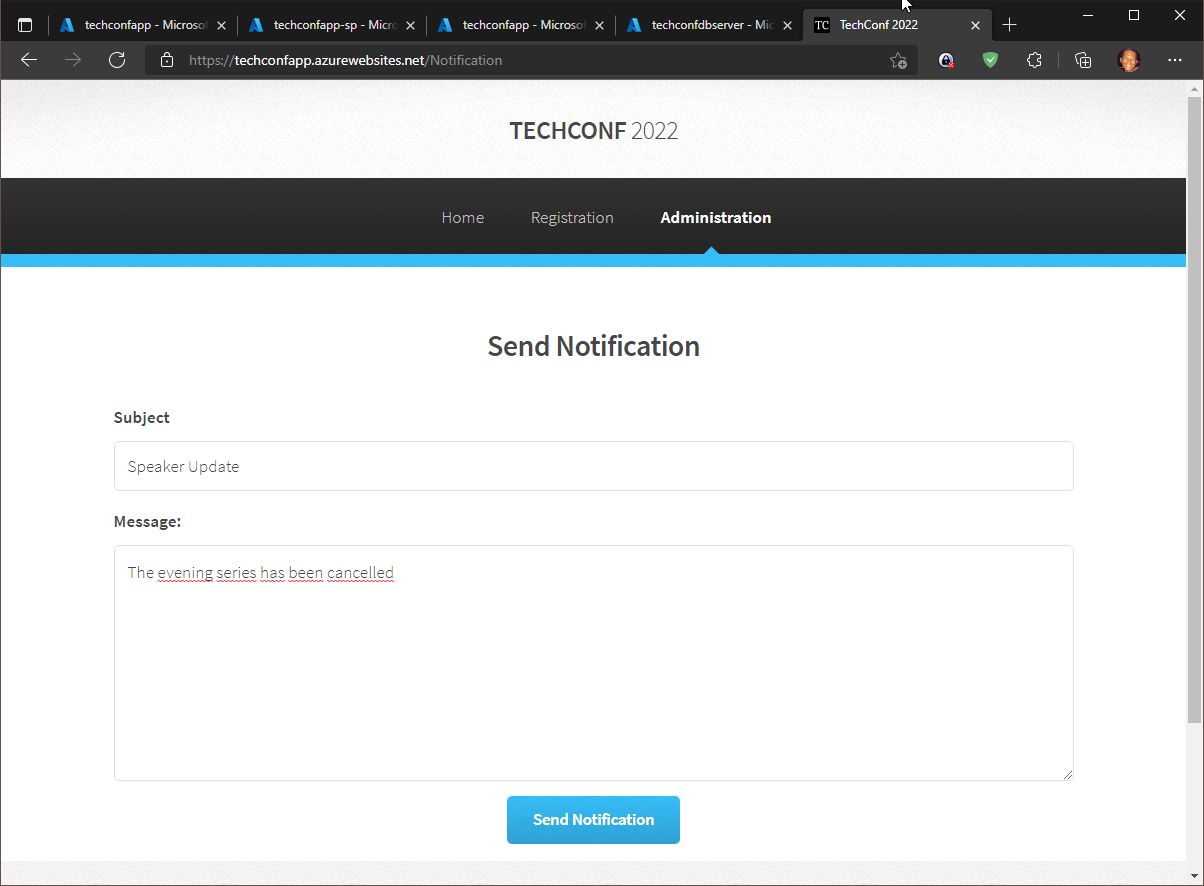 techconfapp - Microsof
techconfapp-sp - Micro
techconfapp - Microsof
techconfdbserver - Mic
TC TechConf 2022
https://techconfapp.azurewebsites.net/Notification
TECHCONF 2022
Home Registration Administration
Send Notification
Subject
Speaker Update
Message:
The evening series has been cancelled
Send Notification